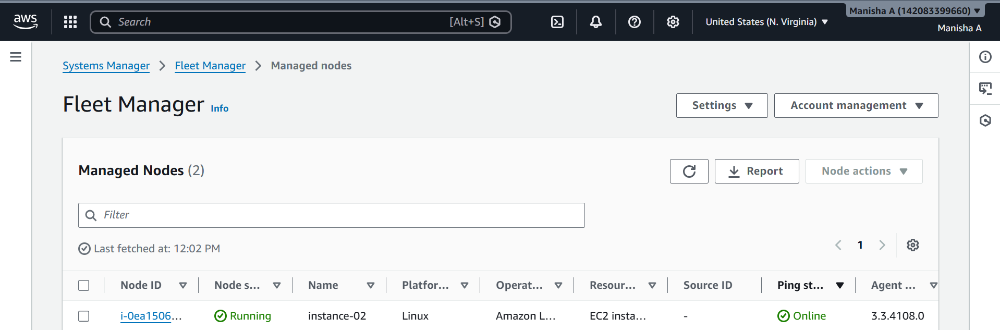 aws
Search [Alt+S]
United States (N. Virginia)
Manisha A (142083399660)
Manisha A
Systems Manager Fleet Manager Managed nodes
Fleet Manager Info
Settings
Account management
Managed Nodes (2)
Report
Node actions
Filter
Last fetched at: 12:02 PM
1
Node ID Node s... Name Platfor... Operat... Resour... Source ID Ping st... Agent ...
i-0ea1506... Running instance-02 Linux Amazon L... EC2 insta... - Online 3.3.4108.0